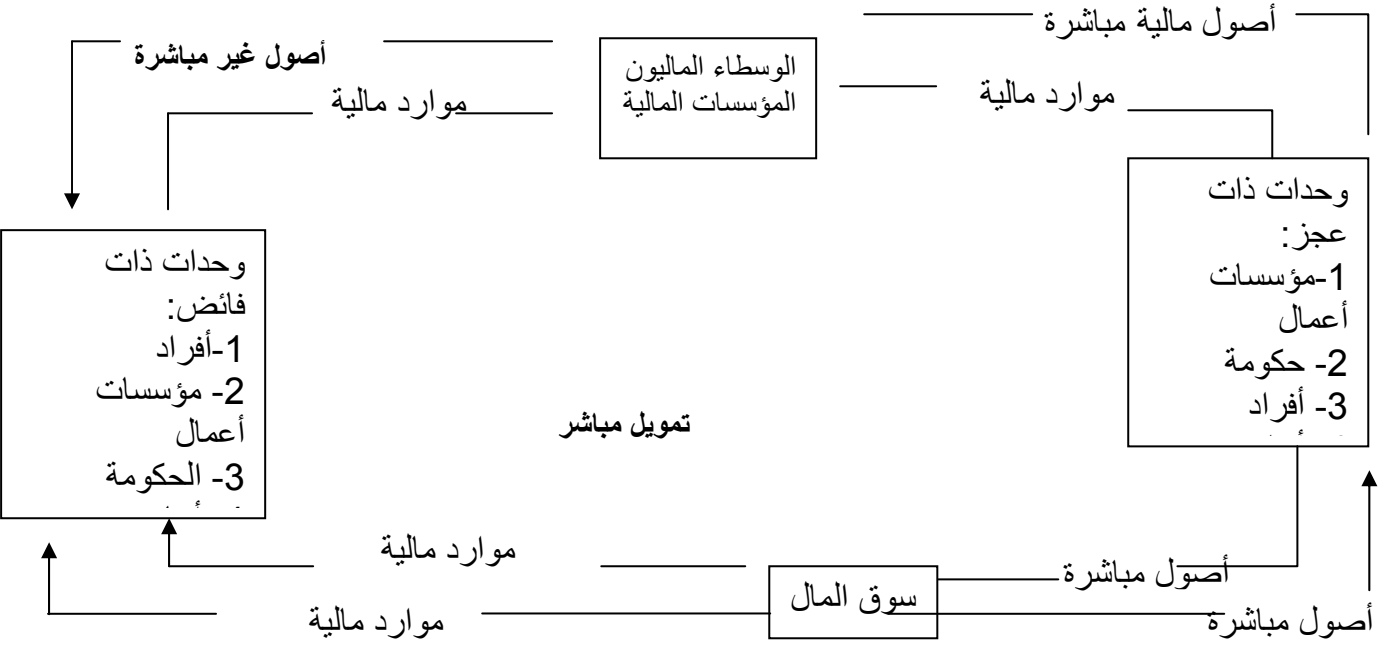 أصول مالية مباشرة
أصول غير مباشرة
الوسطاء الماليون
المؤسسات المالية
موارد مالية
موارد مالية
وحدات ذات
عجز:
1-مؤسسات
أعمال
2- حكومة
3- أفراد
وحدات ذات
فائض:
1-أفراد
2- مؤسسات
أعمال
3- الحكومة
تمويل مباشر
موارد مالية
أصول مباشرة
سوق المال
أصول مباشرة
موارد مالية